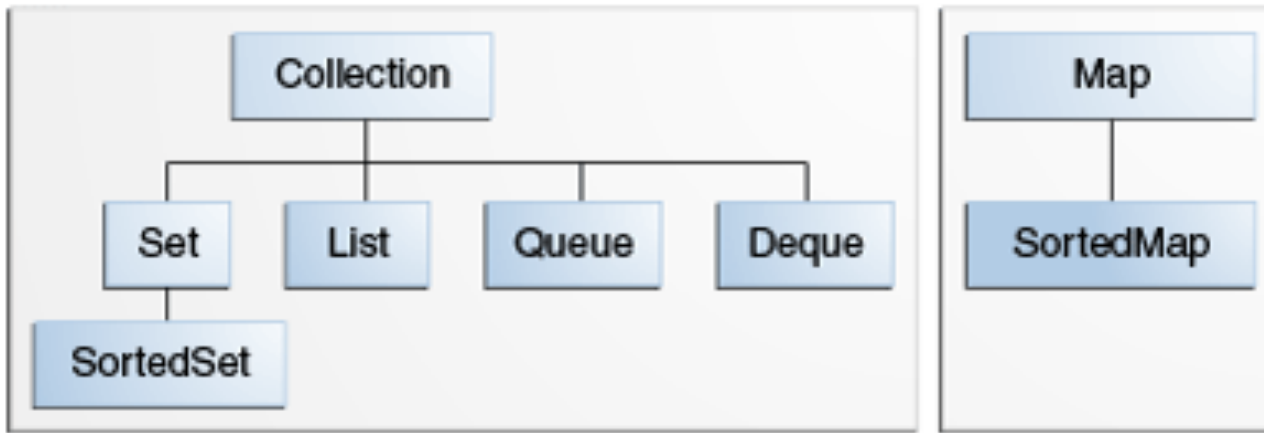 Collection
Map
Set
List
Queue
Deque
SortedMap
SortedSet